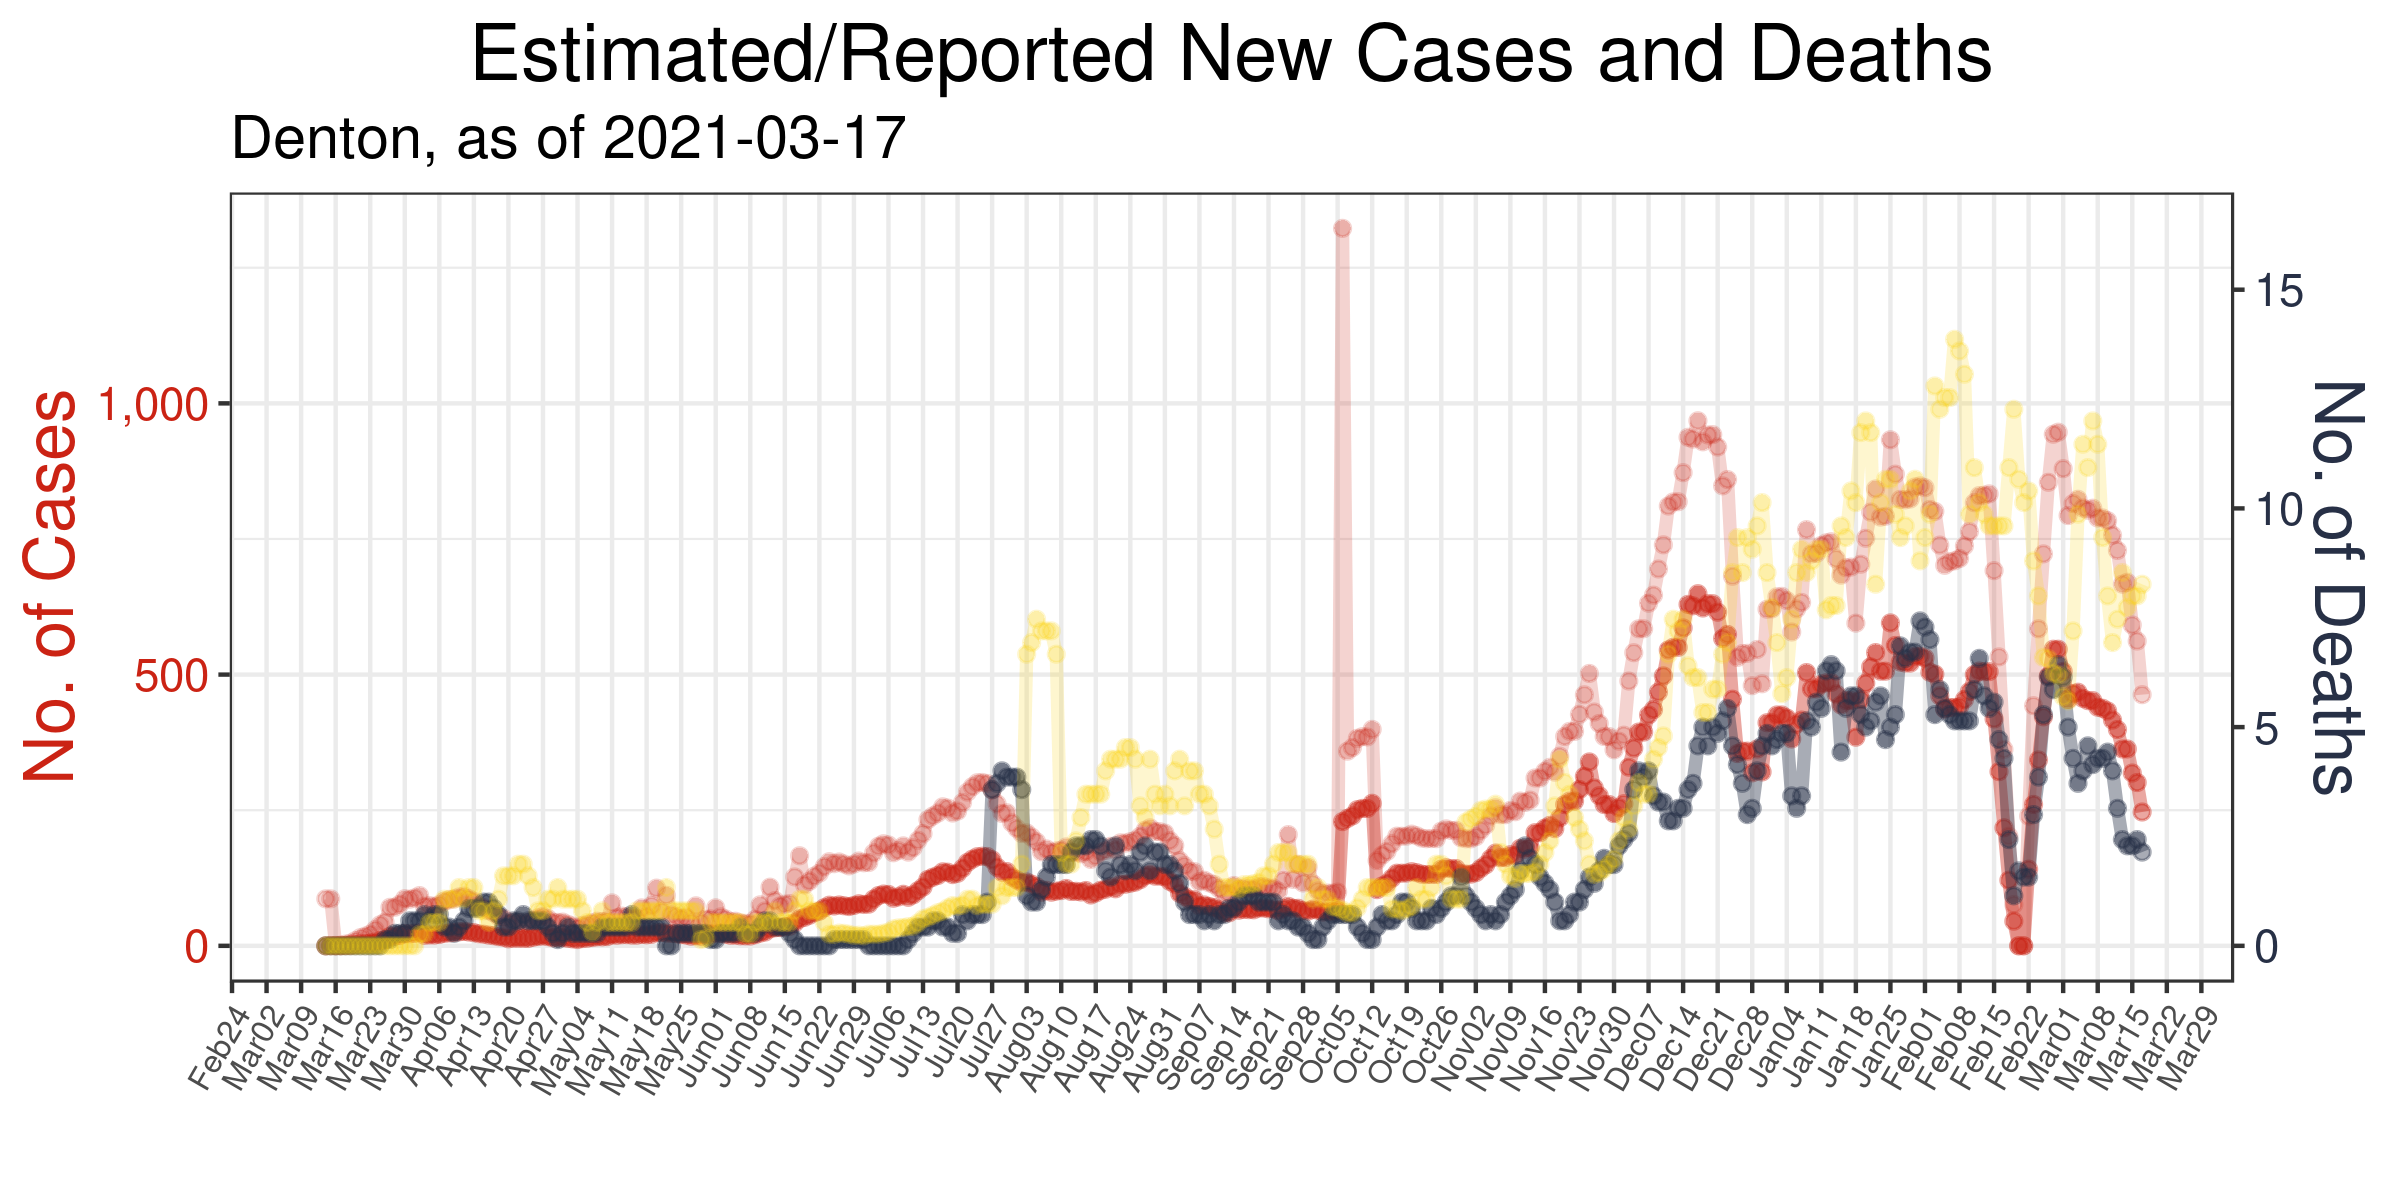 Estimated/Reported New Cases and Deaths
Denton, as of 2021-03-17
No. of Cases
1,000
500
0
No. of Deaths
15
10
5
0
Feb24
Mar02
Mar09
Mar16
Mar23
Mar30
Apr06
Apr13
Apr20
Apr27
May04
May11
May18
May25
Jun01
Jun08
Jun15
Jun22
Jun29
Jul06
Jul13
Jul20
Jul27
Aug03
Aug10
Aug17
Aug24
Aug31
Sep07
Sep14
Sep21
Sep28
Oct05
Oct12
Oct19
Oct26
Nov02
Nov09
Nov16
Nov23
Nov30
Dec07
Dec14
Dec21
Dec28
Jan04
Jan11
Jan18
Jan25
Feb01
Feb08
Feb15
Feb22
Mar01
Mar08
Mar15
Mar22
Mar29